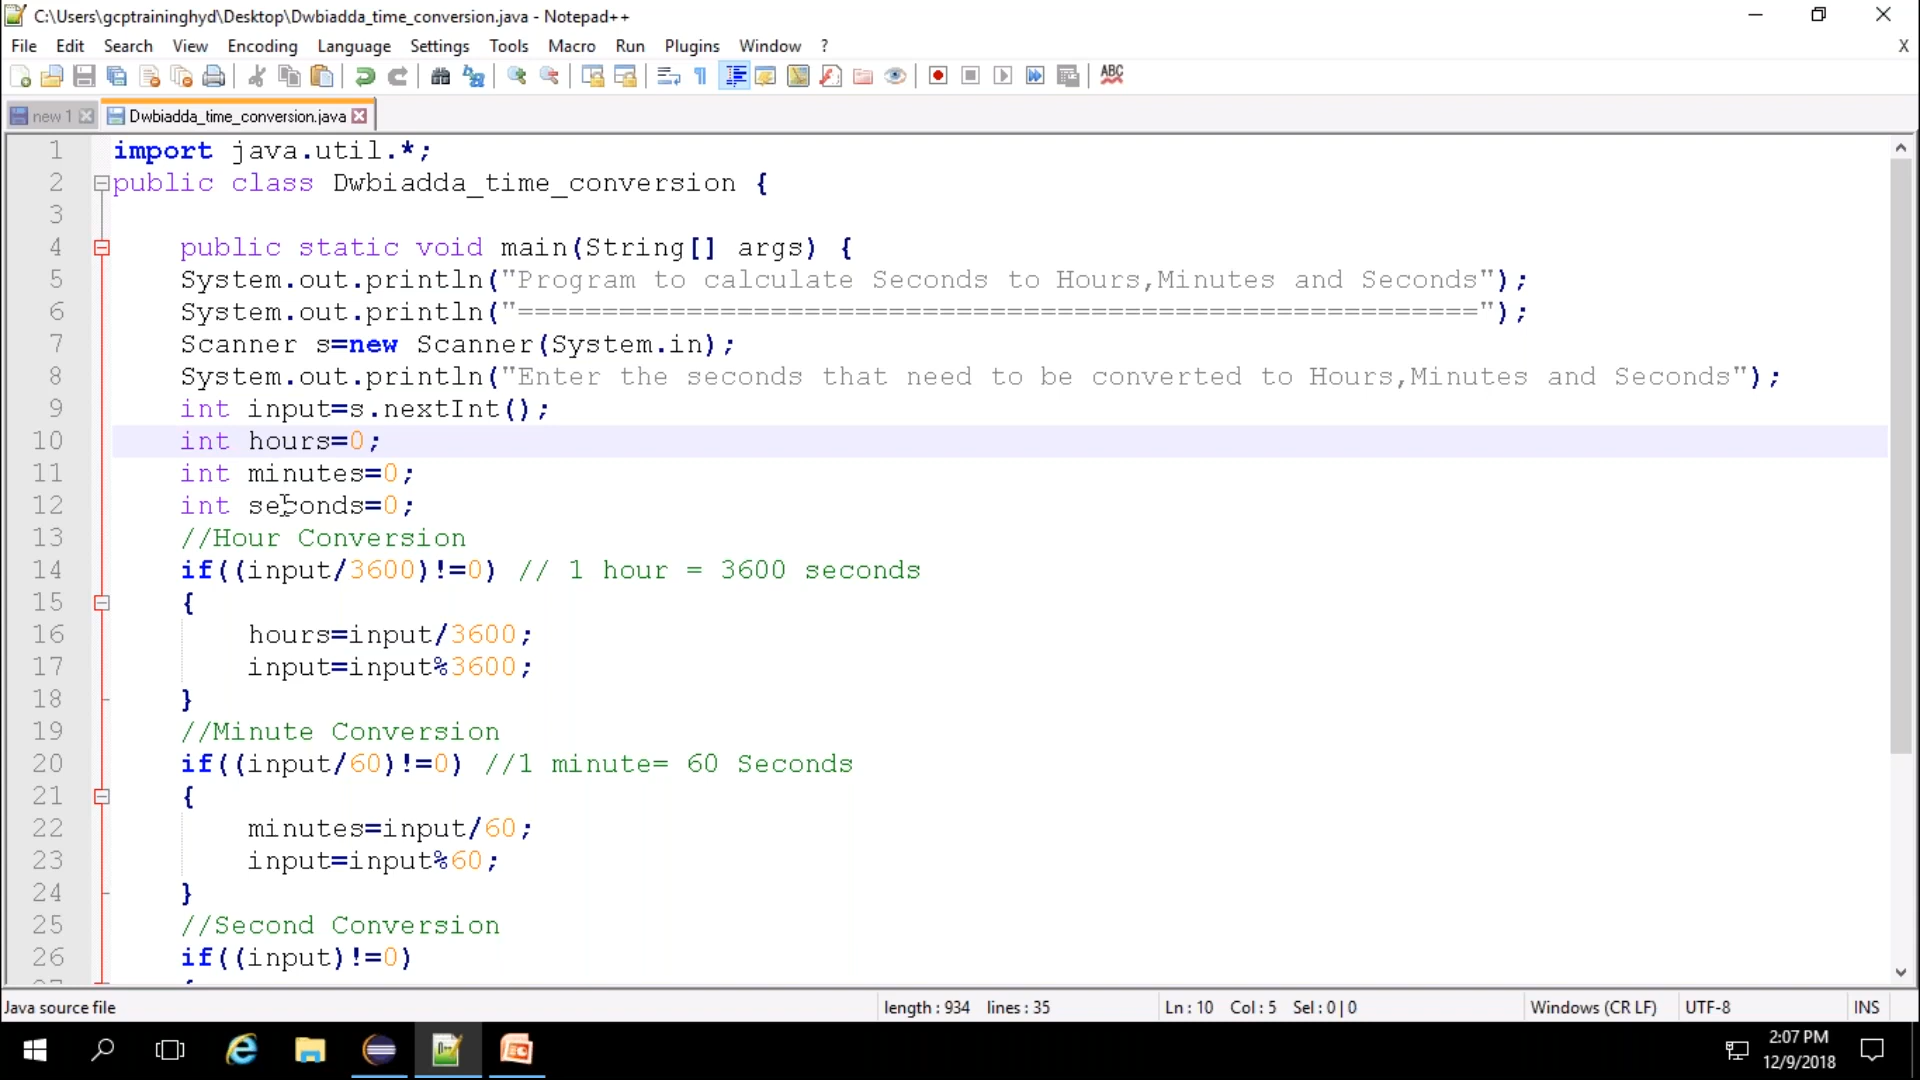 C:\Users\gcptraininghyd\Desktop\Dwbiadda_time_conversion.java - Notepad++
File Edit Search View Encoding Language Settings Tools Macro Run Plugins Window ? X
ABC
new 1 Dwbiadda_time_conversion.java
1 import java.util.*;
2 public class Dwbiadda_time_conversion {
3
4 public static void main(String[] args) {
5 System.out.println("Program to calculate Seconds to Hours,Minutes and Seconds");
6 System.out.println("=========================================================");
7 Scanner s=new Scanner(System.in);
8 System.out.println("Enter the seconds that need to be converted to Hours,Minutes and Seconds");
9 int input=s.nextInt();
10 int hours=0;
11 int minutes=0;
12 int seconds=0;
13 //Hour Conversion
14 if((input/3600)!=0) // 1 hour = 3600 seconds
15 {
16 hours=input/3600;
17 input=input%3600;
18 }
19 //Minute Conversion
20 if((input/60)!=0) //1 minute= 60 Seconds
21 {
22 minutes=input/60;
23 input=input%60;
24 }
25 //Second Conversion
26 if((input)!=0)
Java source file length : 934 lines : 35 Ln : 10 Col : 5 Sel : 0 | 0 Windows (CR LF) UTF-8 INS
2:07 PM
12/9/2018